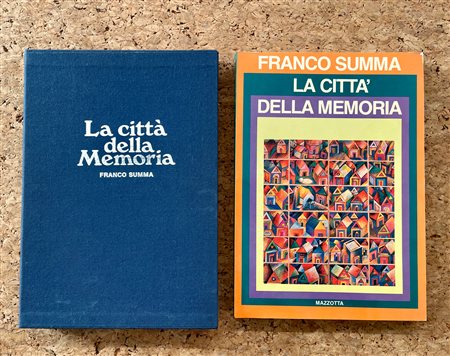 La città
della
Memoria
FRANCO SUMMA
FRANCO SUMMA
LA CITTA'
DELLA MEMORIA
MAZZOTTA